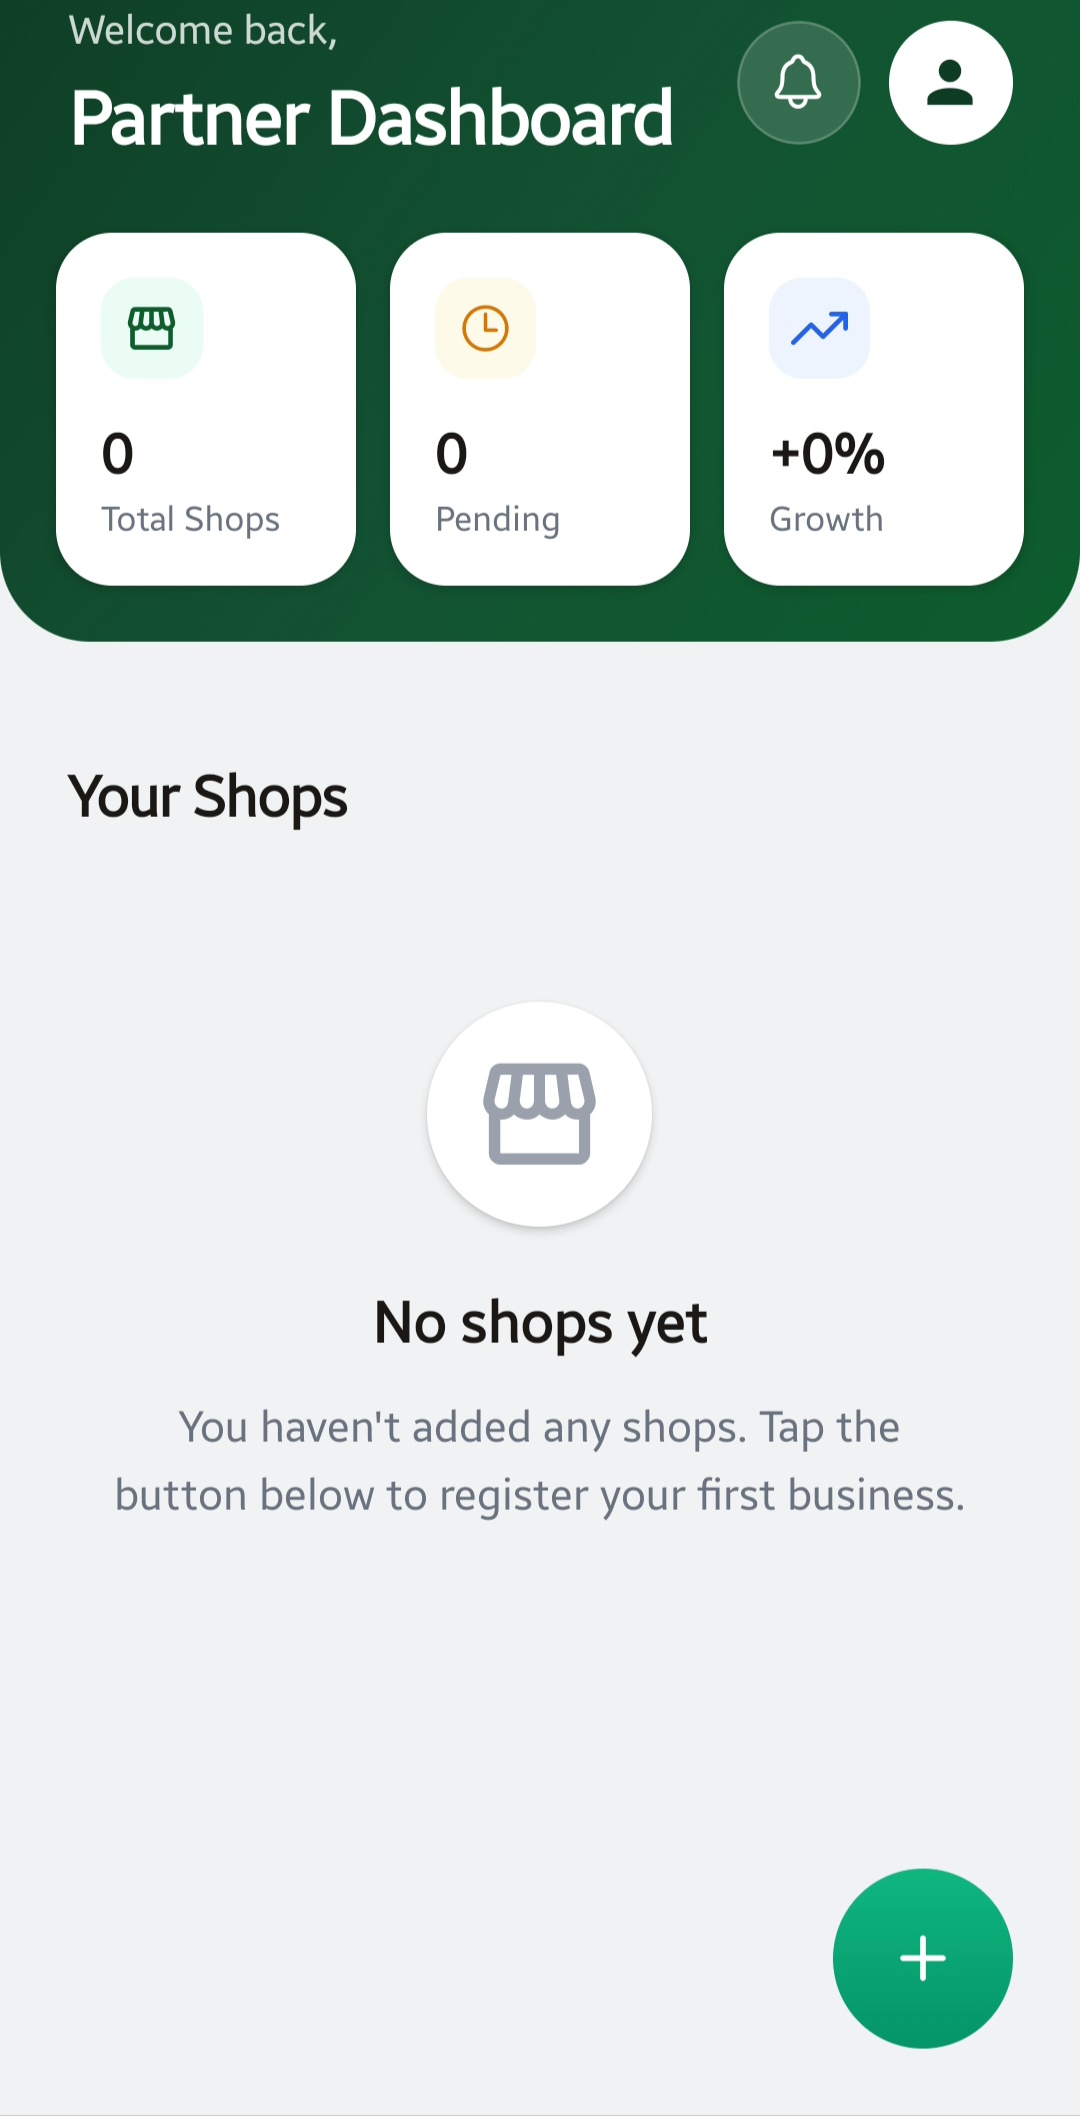 Welcome back,
Partner Dashboard
0
Total Shops
0
Pending
+0%
Growth
Your Shops
No shops yet
You haven't added any shops. Tap the
button below to register your first business.